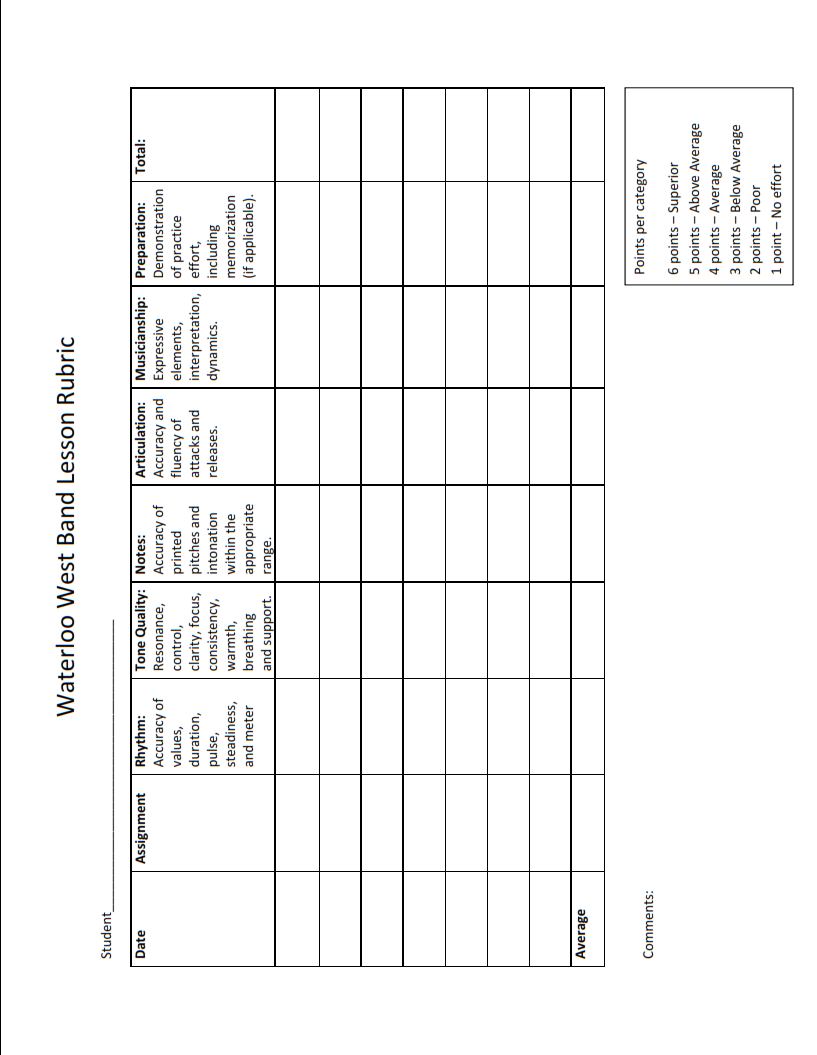 Waterloo West Band Lesson Rubric
Student
Date
Assignment
Rhythm:
Accuracy of
values,
duration,
pulse,
steadiness,
and meter
Tone Quality:
Resonance,
control,
clarity, focus,
consistency,
warmth,
breathing
and support.
Notes:
Accuracy of
printed
pitches and
intonation
within the
appropriate
range.
Articulation:
Accuracy and
fluency of
attacks and
releases.
Musicianship:
Expressive
elements,
interpretation,
dynamics.
Preparation:
Demonstration
of practice
effort,
including
memorization
(if applicable).
Total:
Average
Comments:
Points per category
6 points – Superior
5 points – Above Average
4 points – Average
3 points – Below Average
2 points – Poor
1 point – No effort